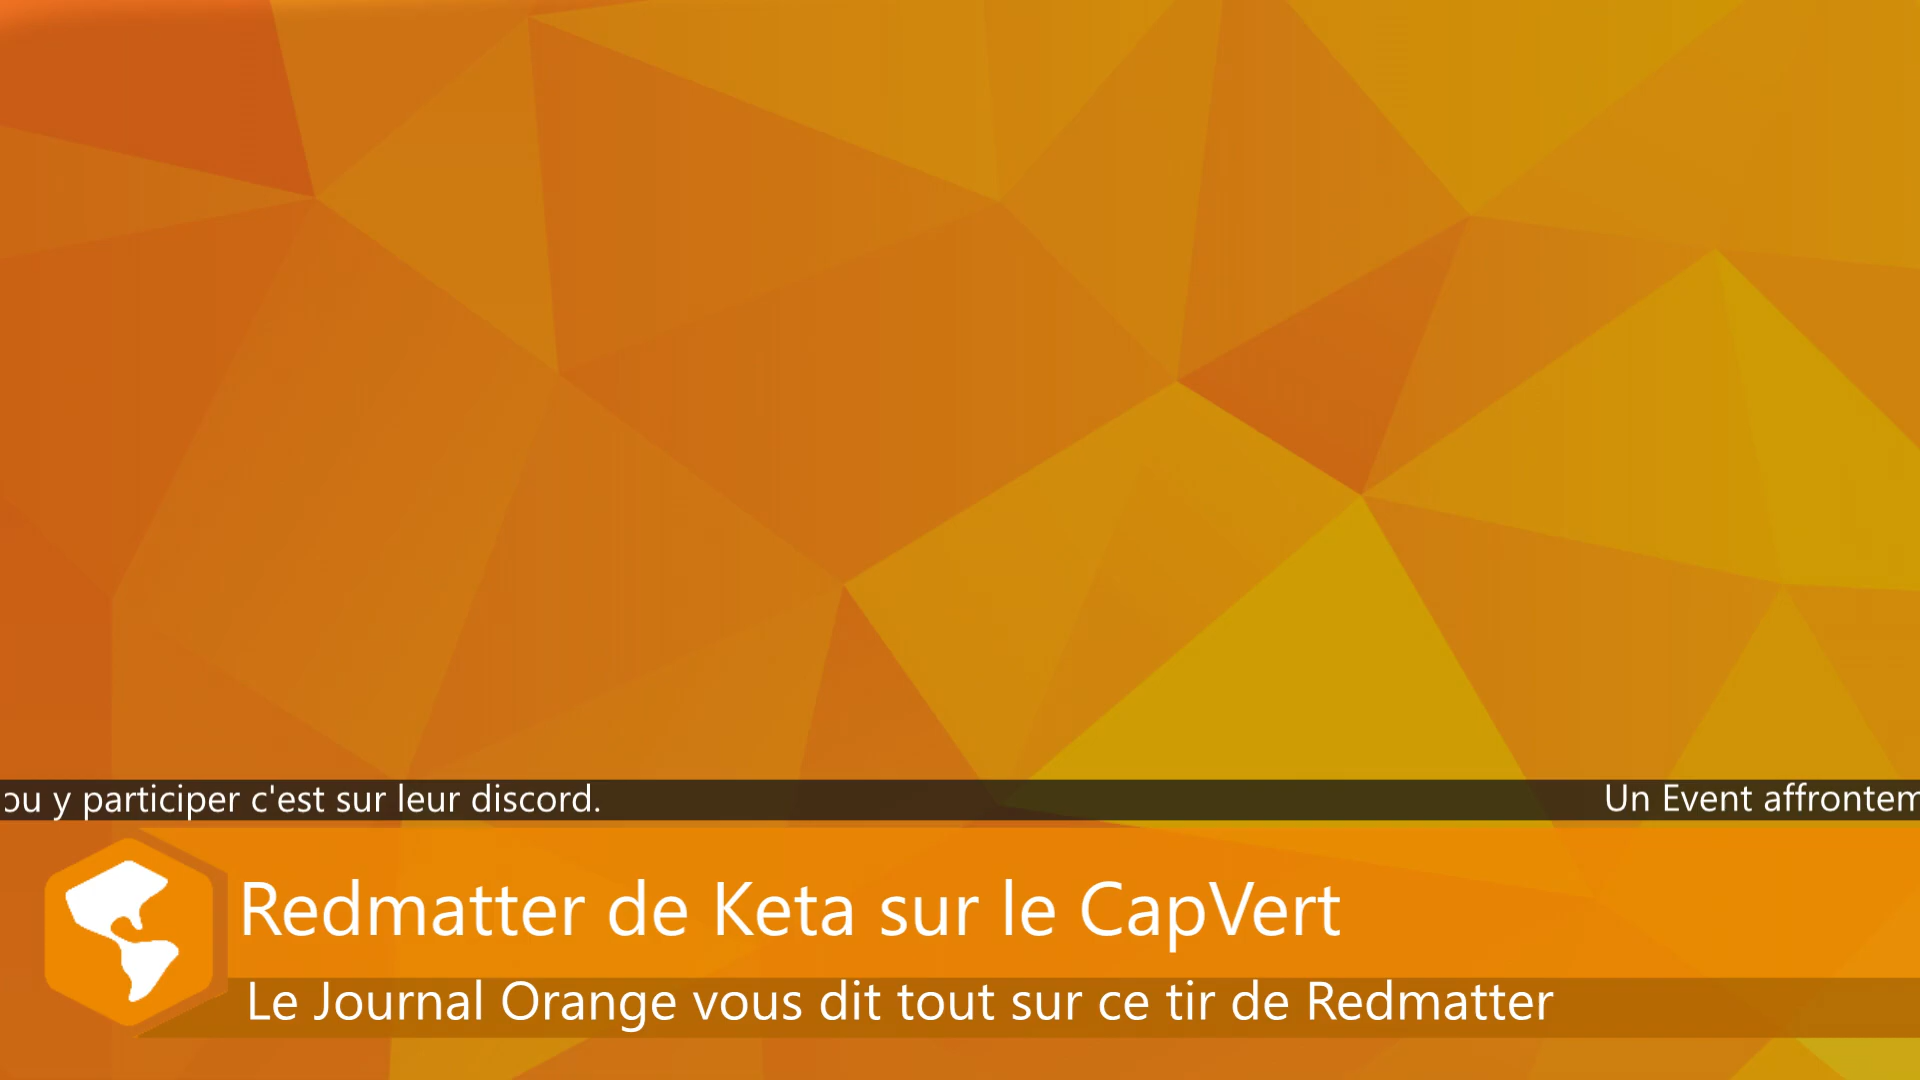 ou y participer c'est sur leur discord.
Un Event affrontem
Redmatter de Keta sur le CapVert
Le Journal Orange vous dit tout sur ce tir de Redmatter